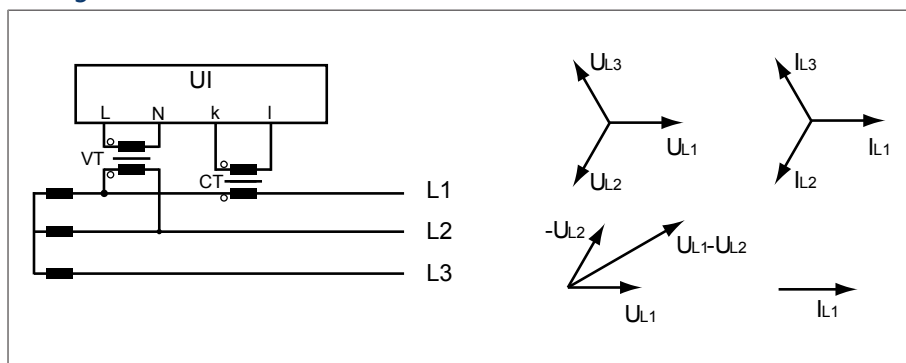 UI
L N k l
VT
CT
L1
L2
L3
UL3
UL1
UL2
IL3
IL1
IL2
-UL2
UL1-UL2
UL1
IL1